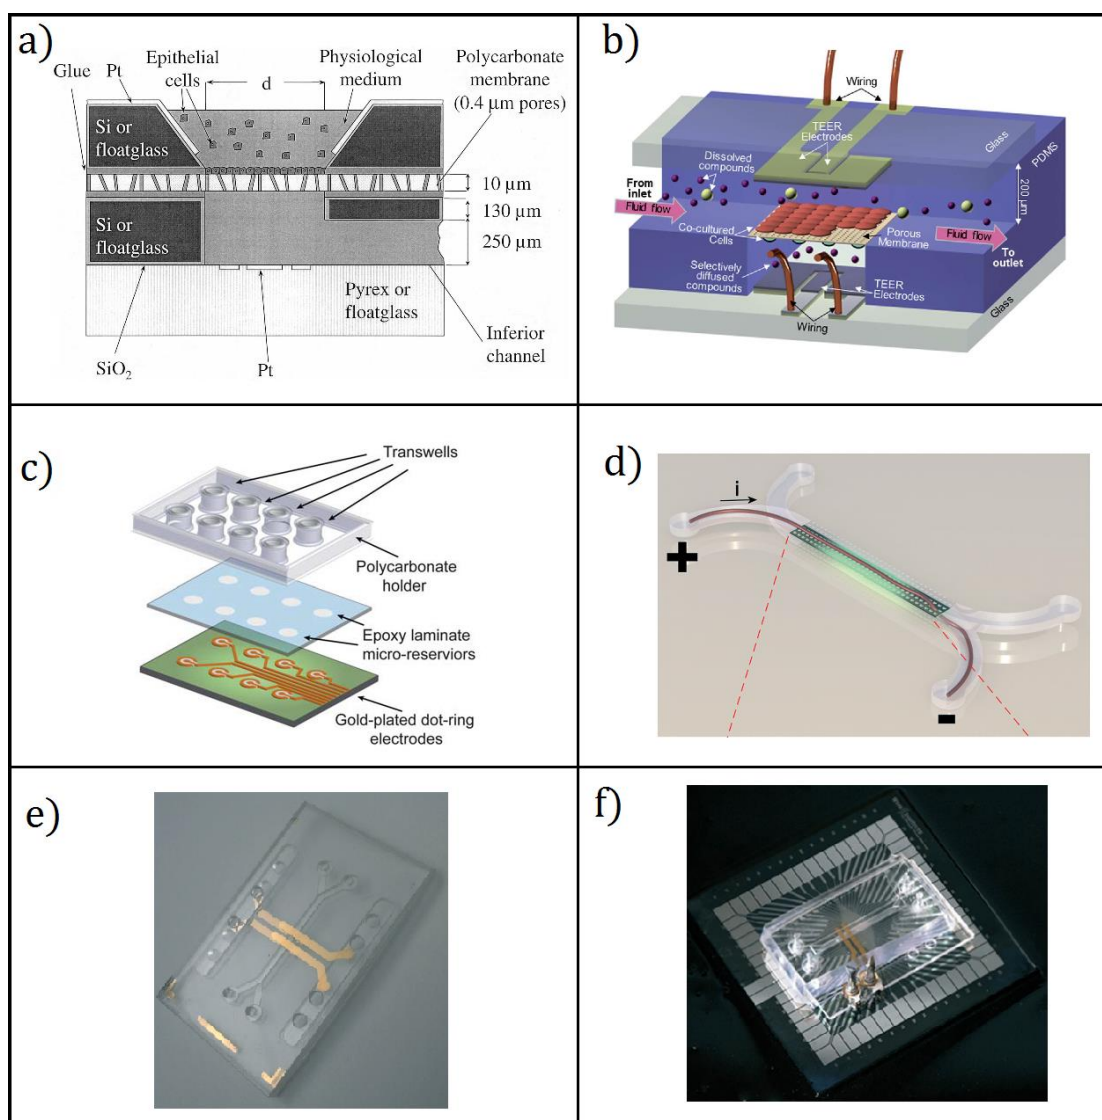 a)
Glue
Pt
Epithelial
cells
d
Physiological
medium
Polycarbonate
membrane
(0.4 μm pores)
Si or
floatglass
10 μm
130 μm
250 μm
Si or
floatglass
Pyrex or
floatglass
Inferior
channel
SiO₂
Pt
b)
Wiring
TEER
Electrodes
Glass
PDMS
Dissolved
compounds
200 μm
From
inlet
Fluid flow
Co-cultured
Cells
Porous
Membrane
Fluid flow
To
outlet
Selectively
diffused
compounds
TEER
Electrodes
Wiring
Glass
c)
Transwells
Polycarbonate
holder
Epoxy laminate
micro-reserviors
Gold-plated dot-ring
electrodes
d)
i
+
-
e)
f)